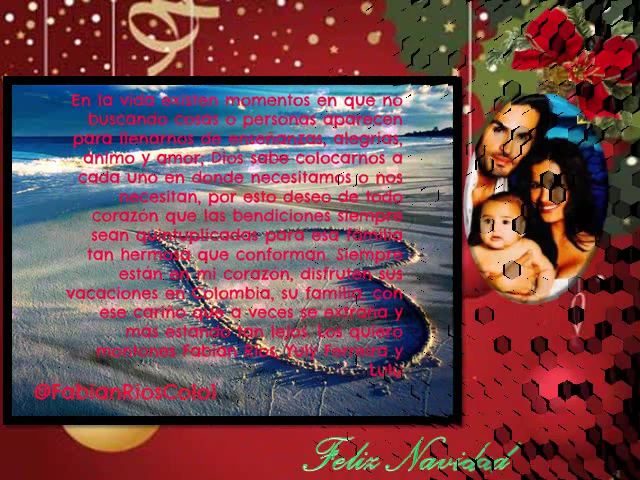 En la vida existen momentos en que no
buscando cosas o personas aparecen
para llenarnos de enseñanzas, alegrias,
ánimo y amor, Dios sabe colocarnos a
cada uno en donde necesitamos o nos
necesitan, por esto deseo de todo
corazón que las bendiciones siempre
sean quintuplicadas para esa familia
tan hermosa que conforman. Siempre
están en mi corazón, disfruten sus
vacaciones en Colombia, su familia, con
ese cariño que a veces se extraña y
mas estando tan lejos. Los quiero
montones Fabian Rios, Yuly Ferreira y
Lulu
@FabianRiosCo1o1
Feliz Navidad